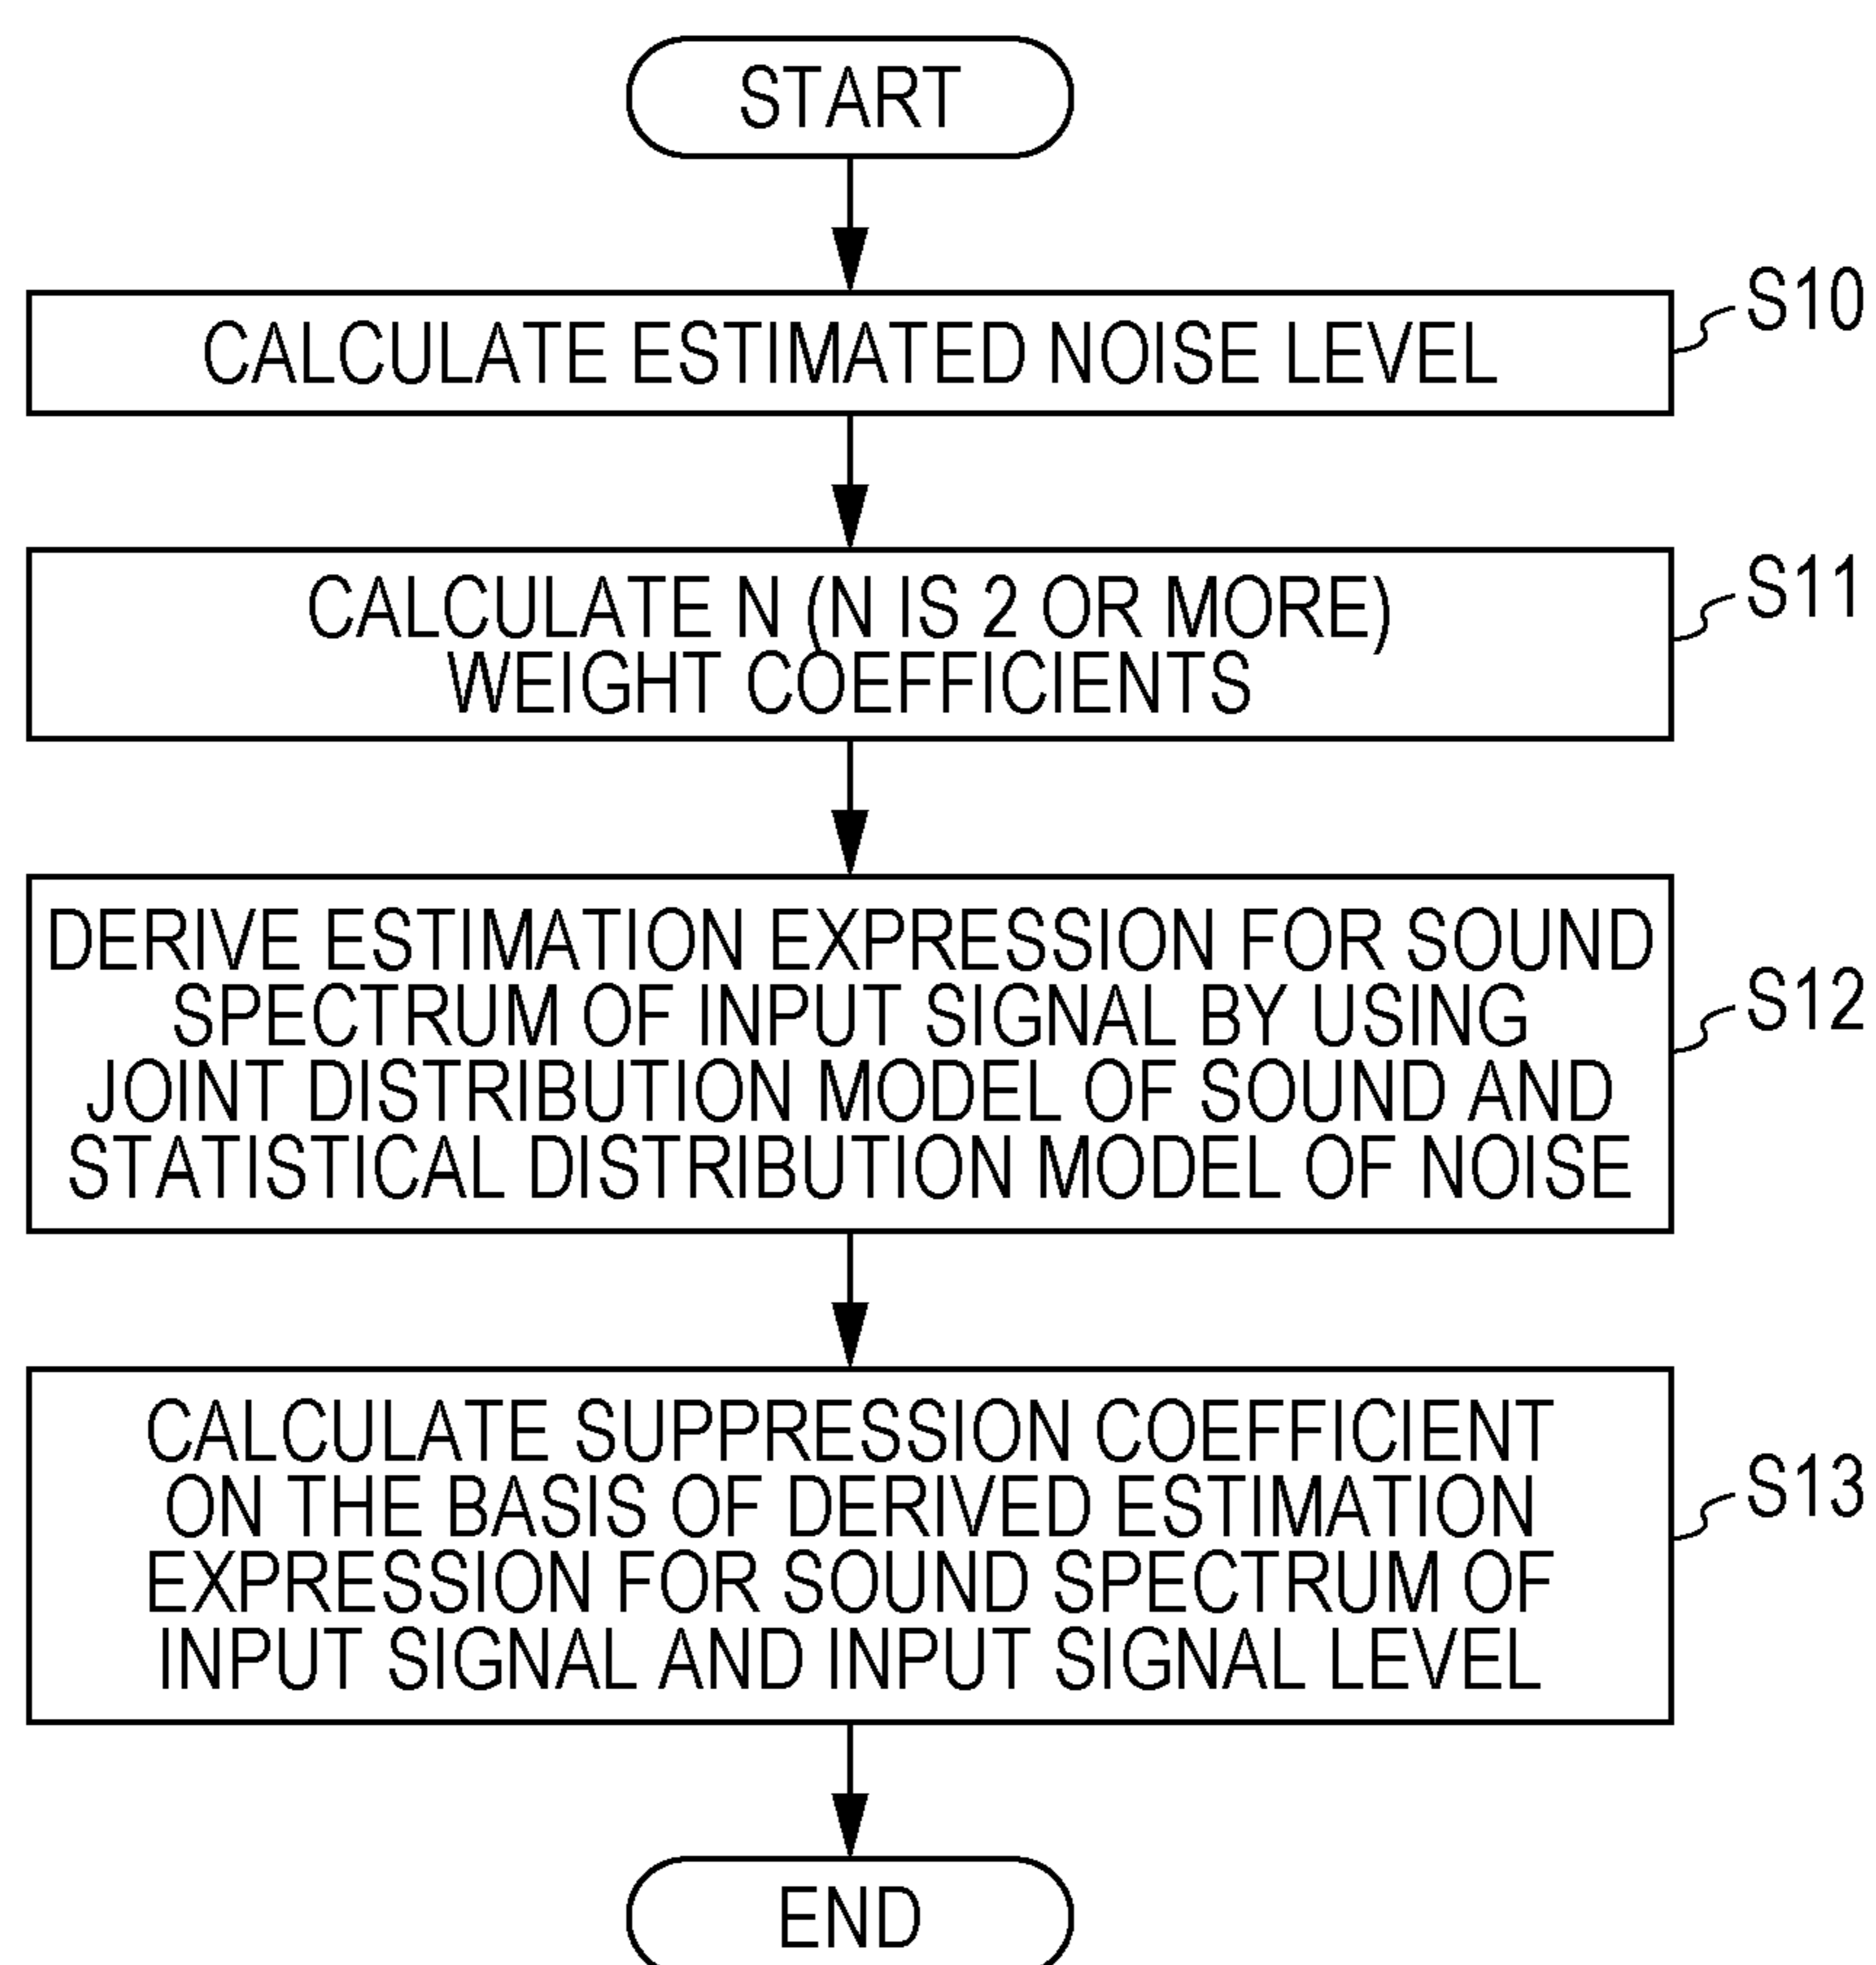 START
CALCULATE ESTIMATED NOISE LEVEL
S10
CALCULATE N (N IS 2 OR MORE)
WEIGHT COEFFICIENTS
S11
DERIVE ESTIMATION EXPRESSION FOR SOUND
SPECTRUM OF INPUT SIGNAL BY USING
JOINT DISTRIBUTION MODEL OF SOUND AND
STATISTICAL DISTRIBUTION MODEL OF NOISE
S12
CALCULATE SUPPRESSION COEFFICIENT
ON THE BASIS OF DERIVED ESTIMATION
EXPRESSION FOR SOUND SPECTRUM OF
INPUT SIGNAL AND INPUT SIGNAL LEVEL
S13
END